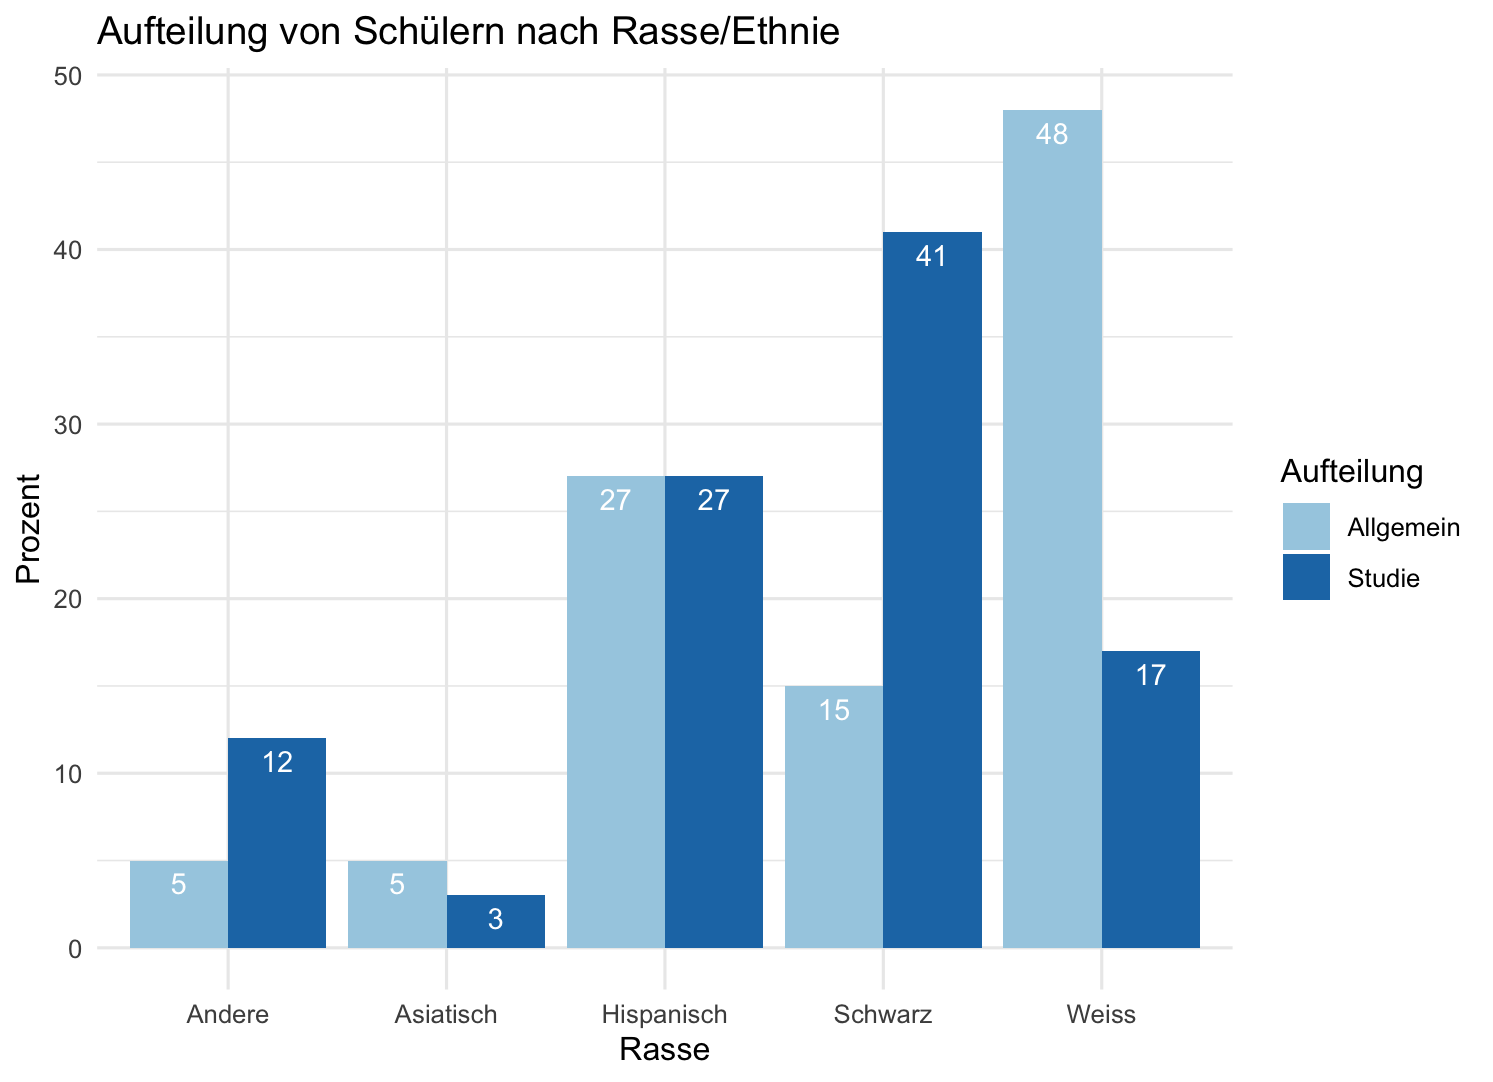 Aufteilung von Schülern nach Rasse/Ethnie
50
40
30
20
10
0
Prozent
48
41
27
27
15
17
12
5
5
3
Andere
Asiatisch
Hispanisch
Schwarz
Weiss
Rasse
Aufteilung
Allgemein
Studie